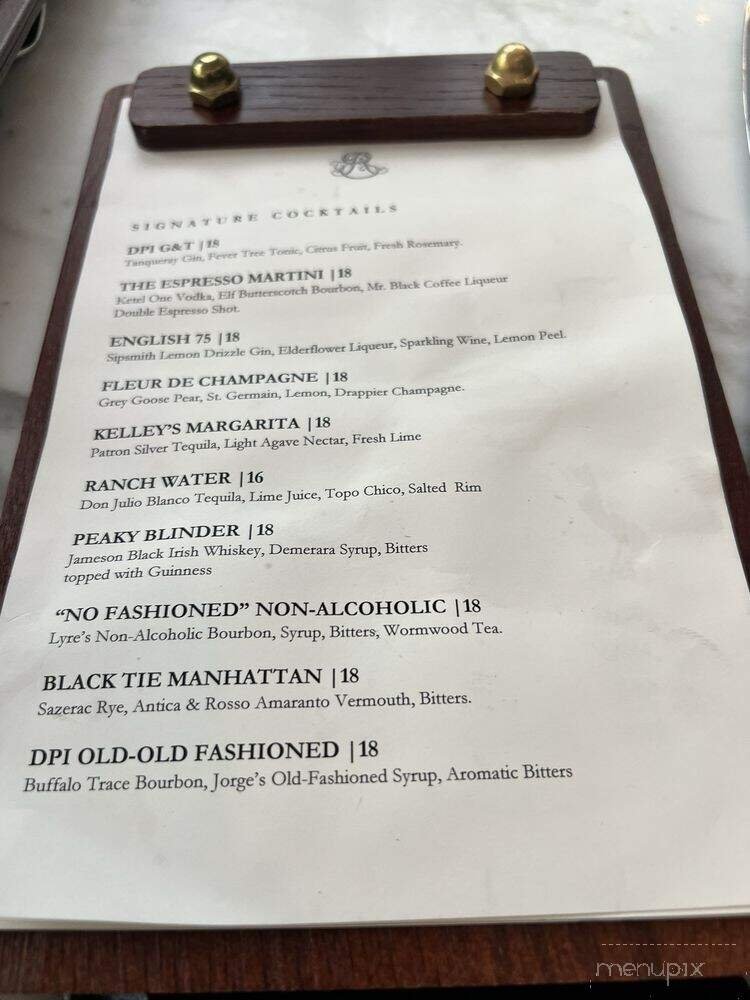 SIGNATURE COCKTAILS
DPI G&T | 18
Tanqueray Gin, Fever Tree Tonic, Citrus Fruit, Fresh Rosemary.
THE ESPRESSO MARTINI | 18
Ketel One Vodka, Elf Butterscotch Bourbon, Mr. Black Coffee Liqueur
Double Espresso Shot.
ENGLISH 75 | 18
Sipsmith Lemon Drizzle Gin, Elderflower Liqueur, Sparkling Wine, Lemon Peel.
FLEUR DE CHAMPAGNE | 18
Grey Goose Pear, St. Germain, Lemon, Drappier Champagne.
KELLEY'S MARGARITA | 18
Patron Silver Tequila, Light Agave Nectar, Fresh Lime
RANCH WATER | 16
Don Julio Blanco Tequila, Lime Juice, Topo Chico, Salted Rim
PEAKY BLINDER | 18
Jameson Black Irish Whiskey, Demerara Syrup, Bitters
topped with Guinness
“NO FASHIONED” NON-ALCOHOLIC | 18
Lyre's Non-Alcoholic Bourbon, Syrup, Bitters, Wormwood Tea.
BLACK TIE MANHATTAN | 18
Sazerac Rye, Antica & Rosso Amaranto Vermouth, Bitters.
DPI OLD-OLD FASHIONED | 18
Buffalo Trace Bourbon, Jorge's Old-Fashioned Syrup, Aromatic Bitters
menupix